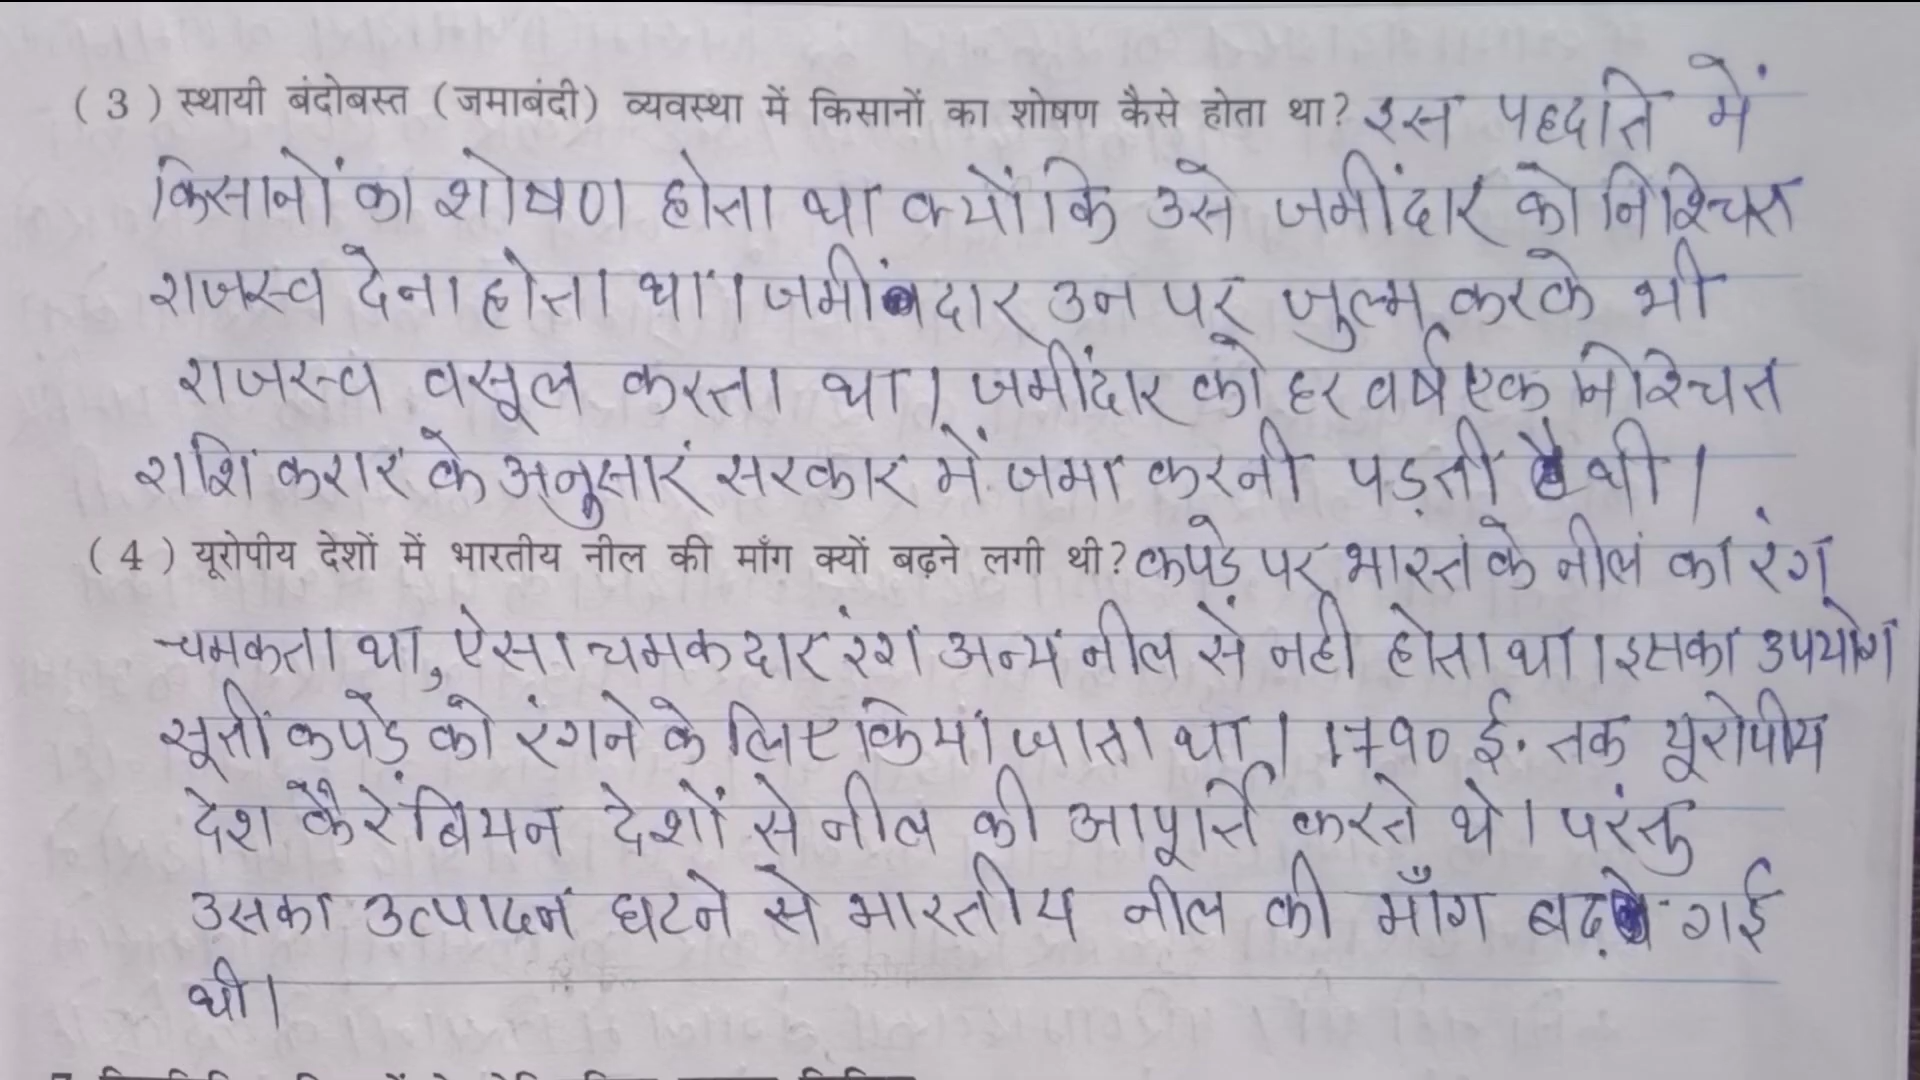 ( 3 ) स्थायी बंदोबस्त (जमाबंदी) व्यवस्था में किसानों का शोषण कैसे होता था? इस पद्दति में
किसानों का शोषण होता था क्योंकि उसे जमींदार को निश्चित
राजस्व देना होता था। जमींदार उन पर जुल्म करके भी
राजस्व वसूल करता था। जमींदार को हर वर्ष एक निश्चित
राशि करार के अनुसार सरकार में जमा करनी पड़ती थी।
( 4 ) यूरोपीय देशों में भारतीय नील की माँग क्यों बढ़ने लगी थी? कपड़े पर भारत के नील का रंग
चमकता था, ऐसा चमकदार रंग अन्य नील से नही होता था। इसका उपयोग
सूती कपड़े को रंगने के लिए किया जाता था। 1790 ई. तक यूरोपीय
देश कैरेबियन देशों से नील की आपूर्ति करते थे। परंतु
उसका उत्पादन घटने से भारतीय नील की माँग बढ़ गई
थी।